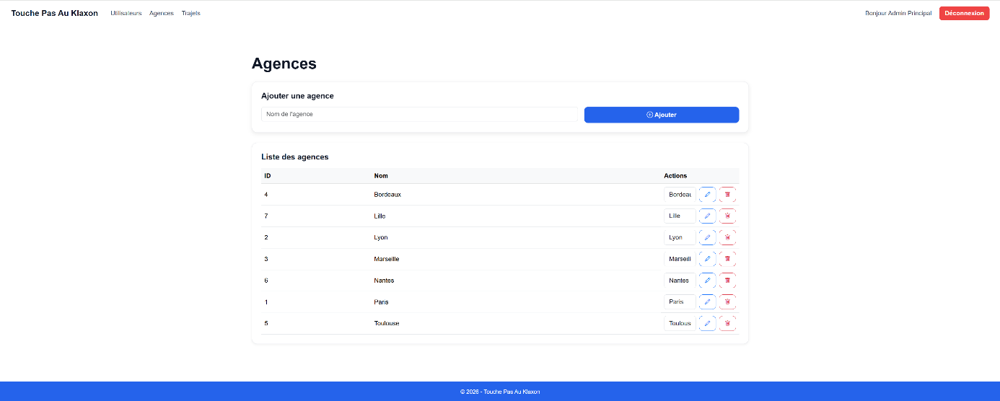 Touche Pas Au Klaxon Utilisateurs Agences Trajets Bonjour Admin Principal Déconnexion
Agences
Ajouter une agence
Nom de l'agence Ajouter
Liste des agences
ID Nom Actions
4 Bordeaux Bordeau
7 Lille Lille
2 Lyon Lyon
3 Marseille Marseill
6 Nantes Nantes
1 Paris Paris
5 Toulouse Toulous
© 2026 - Touche Pas Au Klaxon